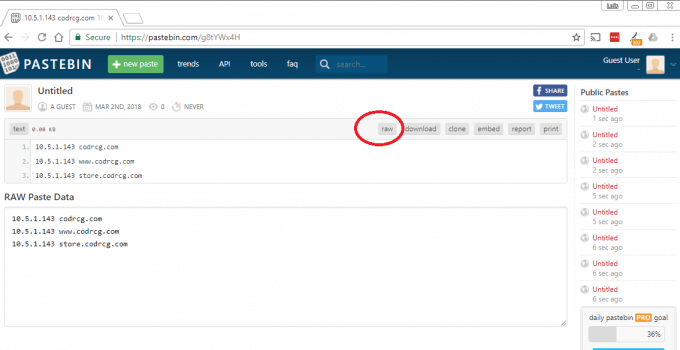 Lafe
10.5.1.143 codrcg.com 10
Secure https://pastebin.com/g8tYWx4H
PASTEBIN + new paste trends API tools faq search... Guest User
Untitled
SHARE
A GUEST MAR 2ND, 2018 0 NEVER
TWEET
text 0.08 KB raw download clone embed report print
1. 10.5.1.143 codrcg.com
2. 10.5.1.143 www.codrcg.com
3. 10.5.1.143 store.codrcg.com
RAW Paste Data
10.5.1.143 codrcg.com
10.5.1.143 www.codrcg.com
10.5.1.143 store.codrcg.com
Public Pastes
Untitled
1 sec ago
Untitled
2 sec ago
Untitled
2 sec ago
Untitled
5 sec ago
Untitled
5 sec ago
Untitled
6 sec ago
Untitled
6 sec ago
Untitled
6 sec ago
daily pastebin PRO goal
36%